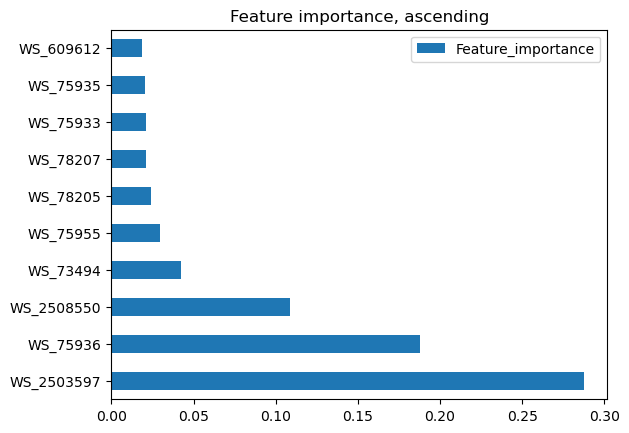 Feature importance, ascending
Feature_importance
WS_609612
WS_75935
WS_75933
WS_78207
WS_78205
WS_75955
WS_73494
WS_2508550
WS_75936
WS_2503597
0.00 0.05 0.10 0.15 0.20 0.25 0.30